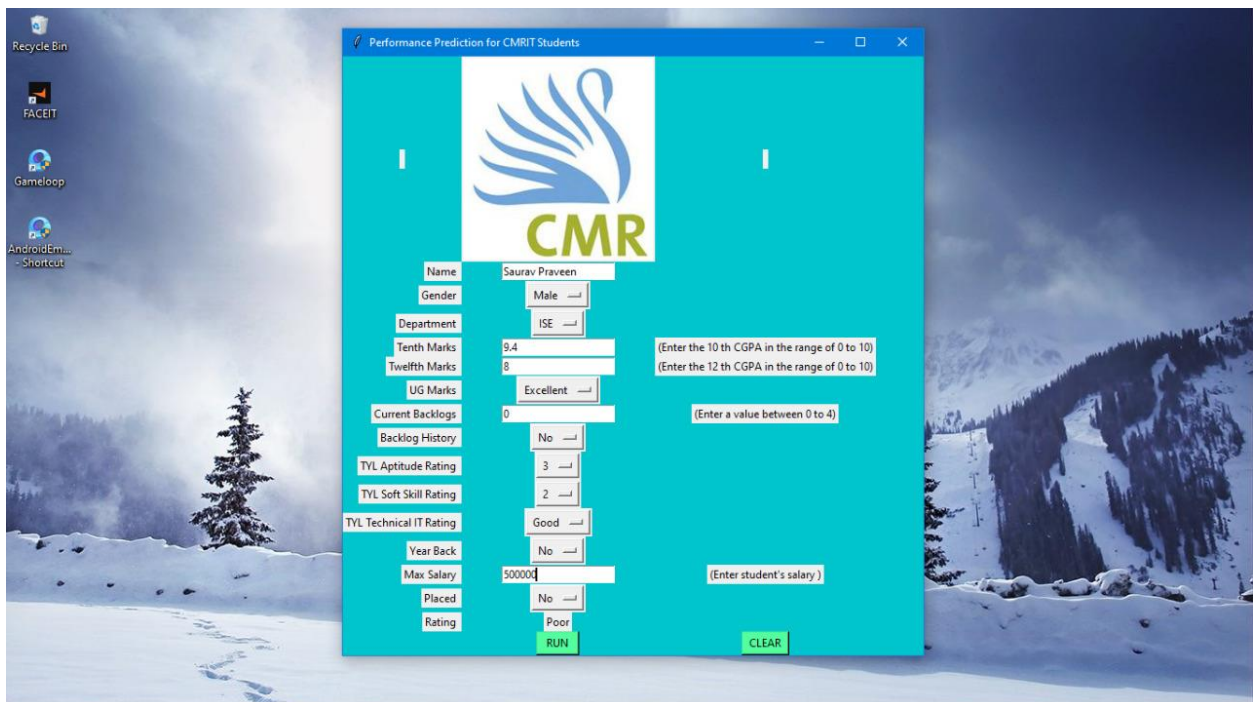 Recycle Bin
FACEIT
Gameloop
AndroidEm...
- Shortcut
Performance Prediction for CMRIT Students
CMR
Name Saurav Praveen
Gender Male
Department ISE
Tenth Marks 9.4 (Enter the 10 th CGPA in the range of 0 to 10)
Twelfth Marks 8 (Enter the 12 th CGPA in the range of 0 to 10)
UG Marks Excellent
Current Backlogs 0 (Enter a value between 0 to 4)
Backlog History No
TYL Aptitude Rating 3
TYL Soft Skill Rating 2
TYL Technical IT Rating Good
Year Back No
Max Salary 500000 (Enter student's salary )
Placed No
Rating Poor
RUN CLEAR